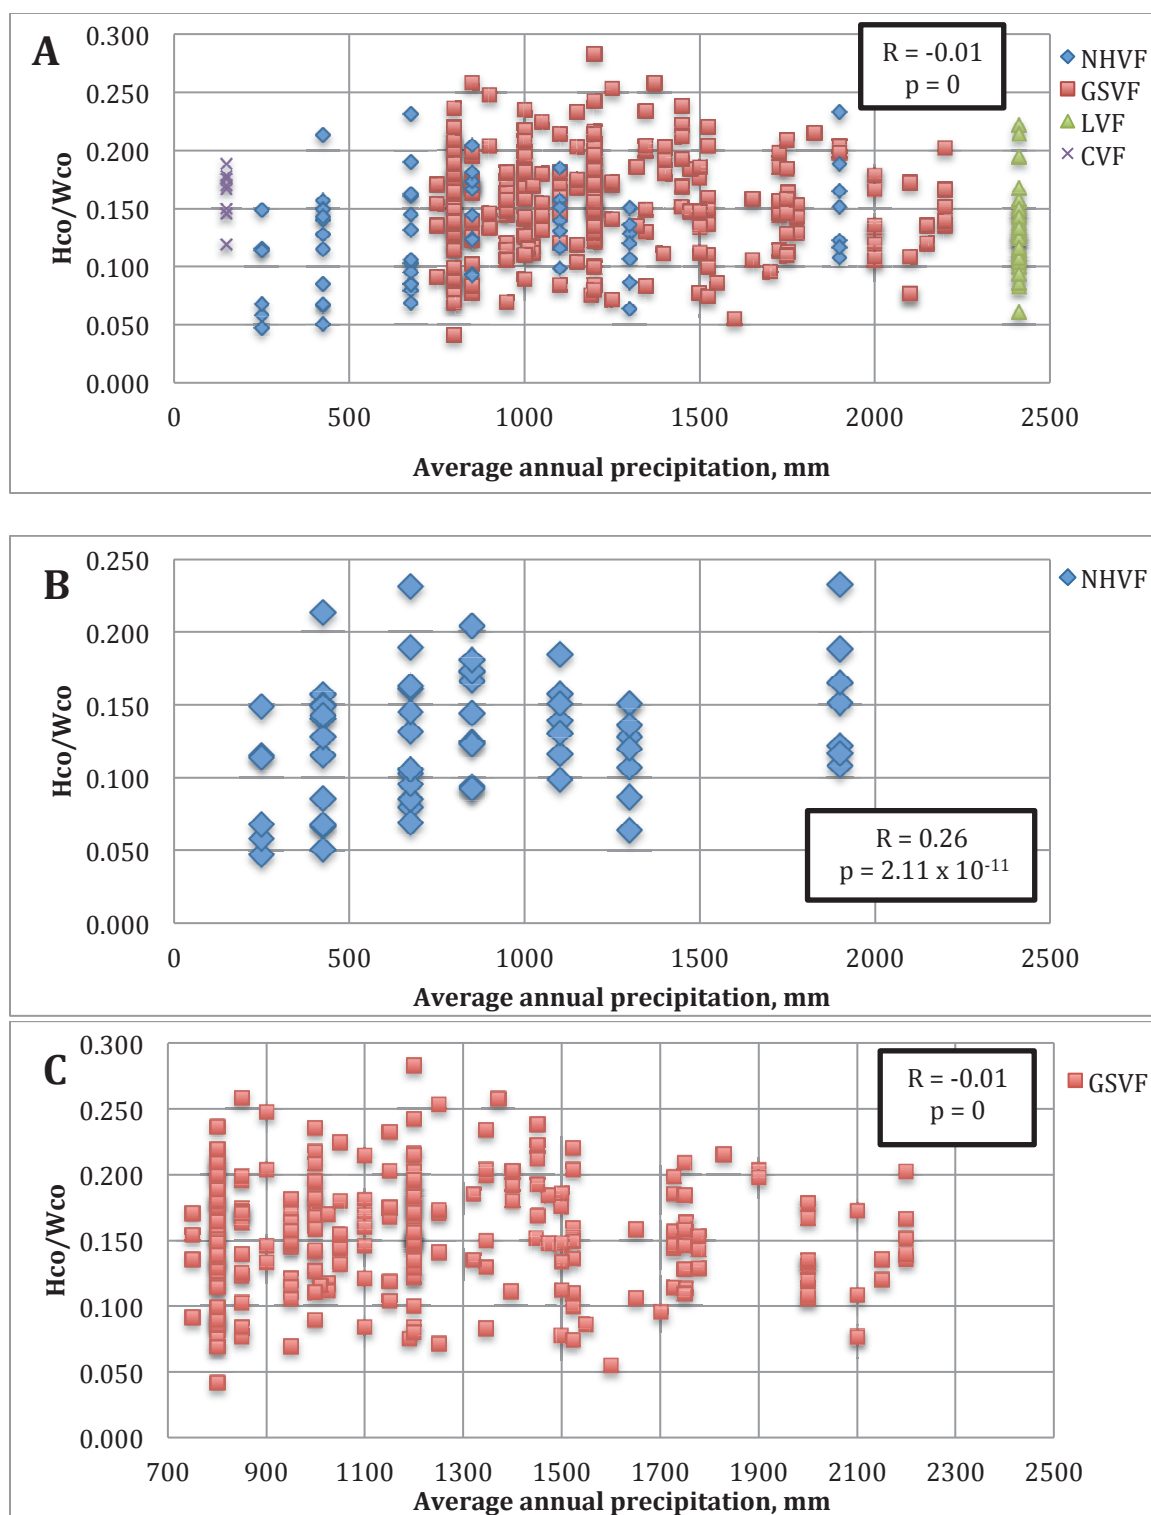 A
0.300
0.250
0.200
0.150
0.100
0.050
0.000
Hco/Wco
0 500 1000 1500 2000 2500
Average annual precipitation, mm
R = -0.01
p = 0
NHVF
GSVF
LVF
CVF
B
0.250
0.200
0.150
0.100
0.050
0.000
Hco/Wco
0 500 1000 1500 2000 2500
Average annual precipitation, mm
R = 0.26
p = 2.11 x 10⁻¹¹
NHVF
C
0.300
0.250
0.200
0.150
0.100
0.050
0.000
Hco/Wco
700 900 1100 1300 1500 1700 1900 2100 2300 2500
Average annual precipitation, mm
R = -0.01
p = 0
GSVF